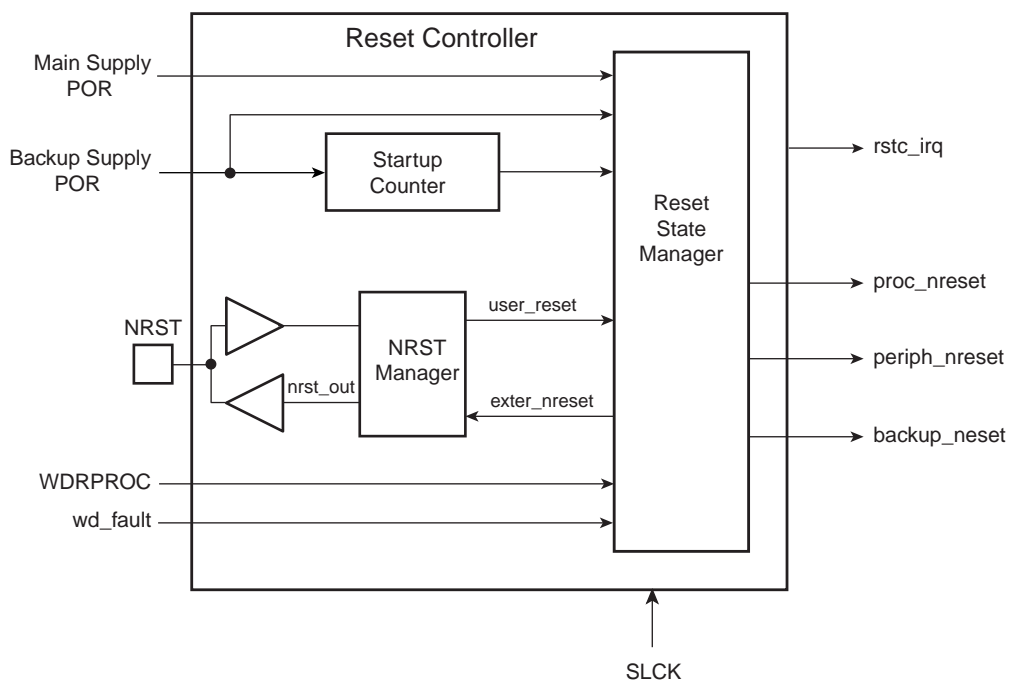 Reset Controller
Main Supply
POR
Backup Supply
POR
Startup
Counter
Reset
State
Manager
rstc_irq
proc_nreset
periph_nreset
backup_neset
NRST
user_reset
NRST
Manager
nrst_out
exter_nreset
WDRPROC
wd_fault
SLCK